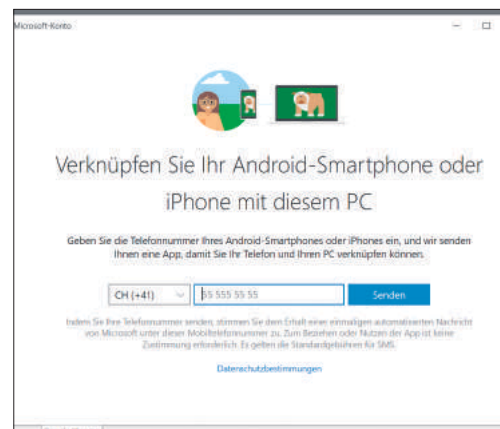 Microsoft-Konto
Verknüpfen Sie Ihr Android-Smartphone oder
iPhone mit diesem PC
Geben Sie die Telefonnummer Ihres Android-Smartphones oder iPhones ein, und wir senden
Ihnen eine App, damit Sie Ihr Telefon und Ihren PC verknüpfen können.
CH (+41) 55 555 55 55 Senden
Indem Sie Ihre Telefonnummer senden, stimmen Sie dem Erhalt einer einmaligen automatisierten Nachricht
von Microsoft unter dieser Mobiltelefonnummer zu. Zum Beziehen oder Nutzen der App ist keine
Zustimmung erforderlich. Es gelten die Standardgebühren für SMS.
Datenschutzbestimmungen